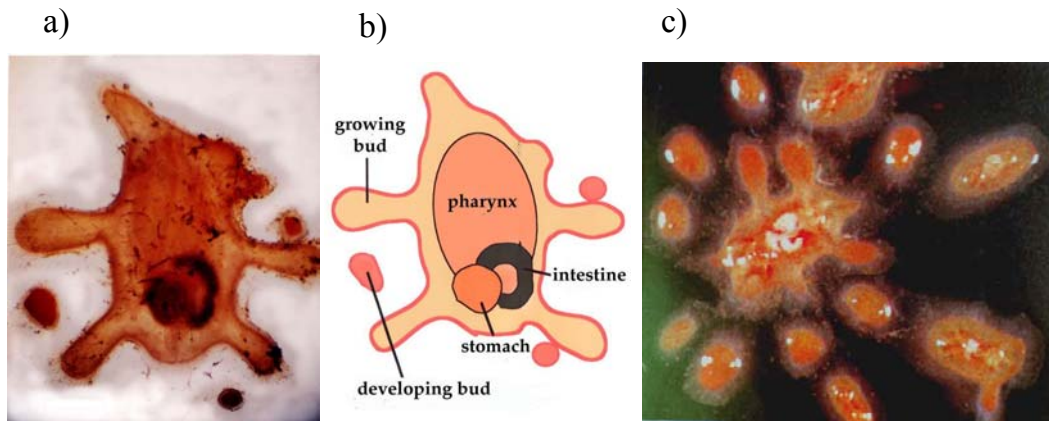 a)
b)
c)
growing
bud
pharynx
intestine
stomach
developing bud